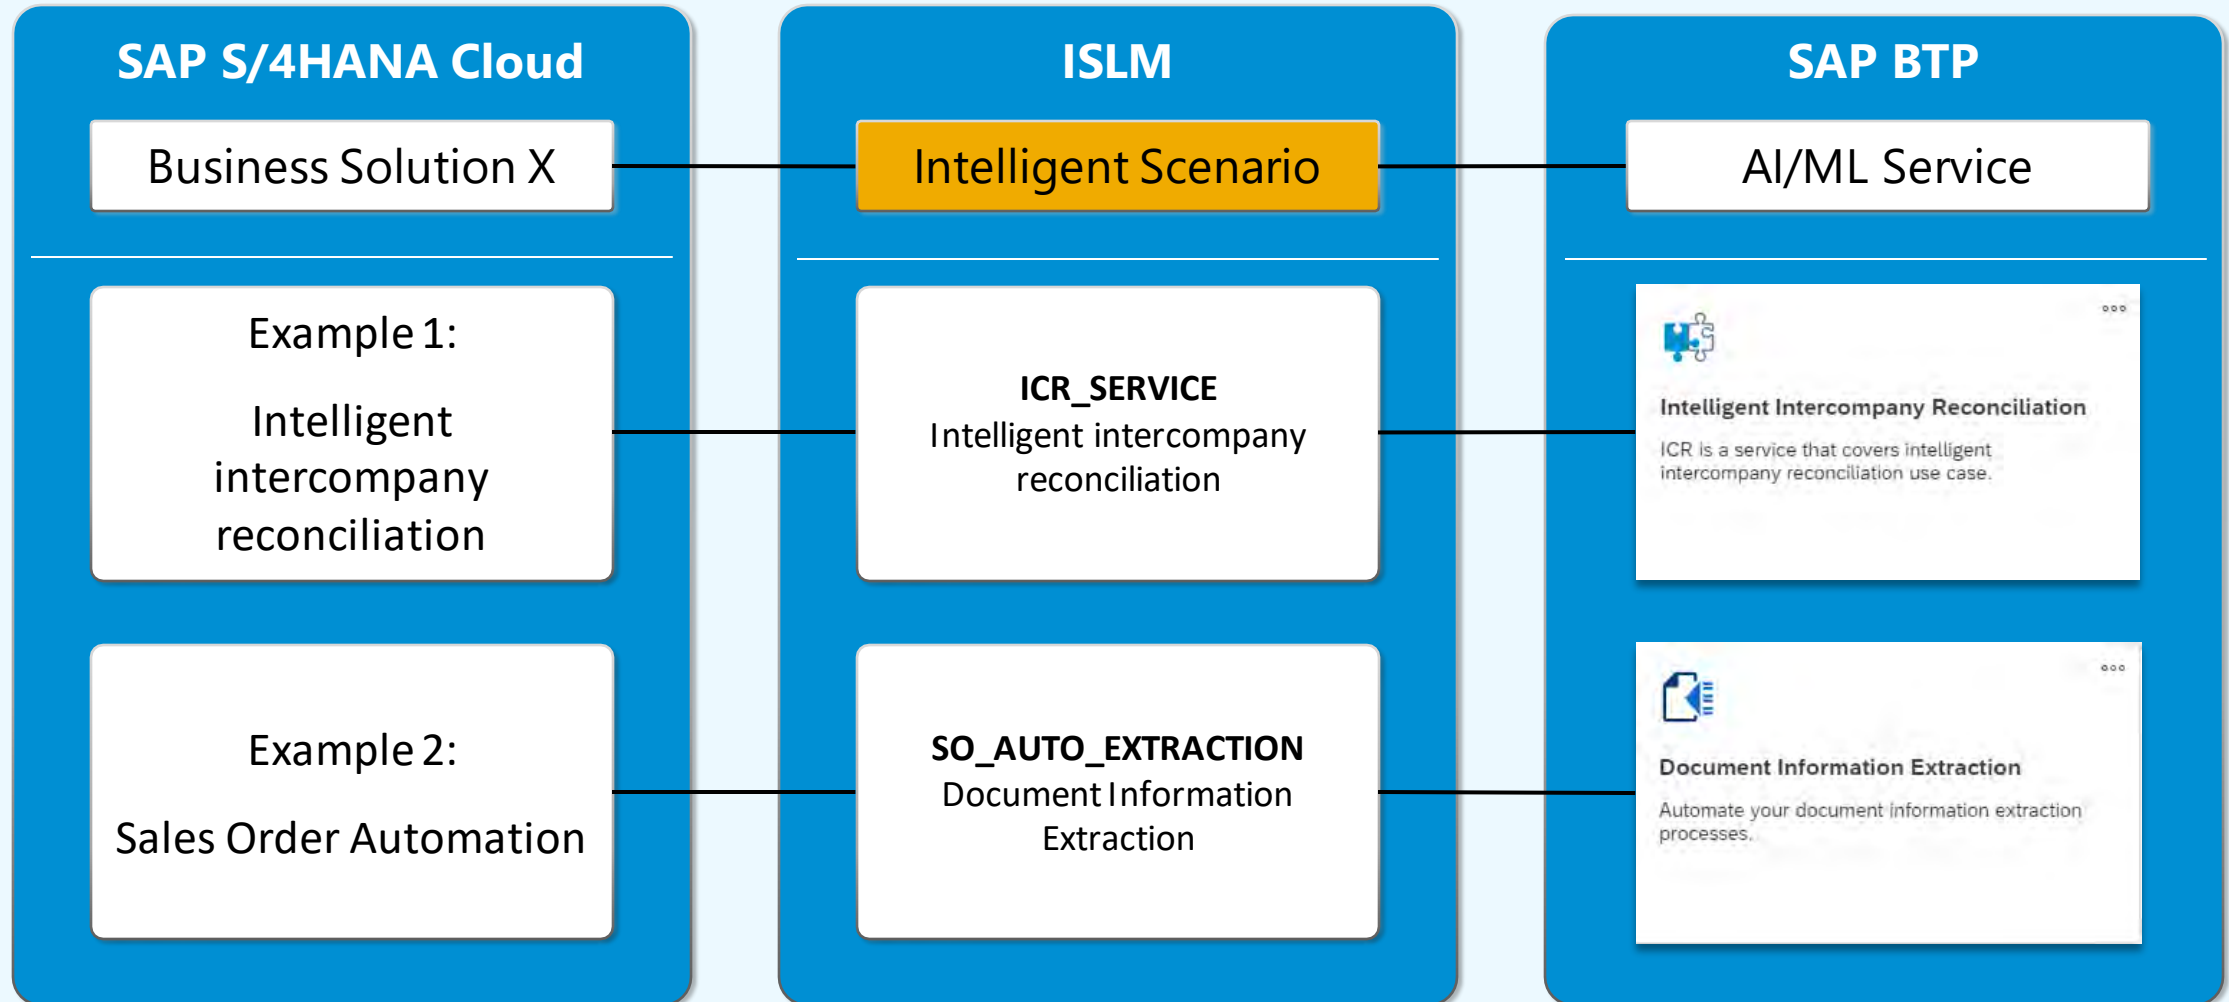 SAP S/4HANA Cloud
Business Solution X
Example 1:
Intelligent
intercompany
reconciliation
Example 2:
Sales Order Automation
ISLM
Intelligent Scenario
ICR_SERVICE
Intelligent intercompany
reconciliation
SO_AUTO_EXTRACTION
Document Information
Extraction
SAP BTP
AI/ML Service
Intelligent Intercompany Reconciliation
ICR is a service that covers intelligent
intercompany reconciliation use case.
Document Information Extraction
Automate your document information extraction
processes.